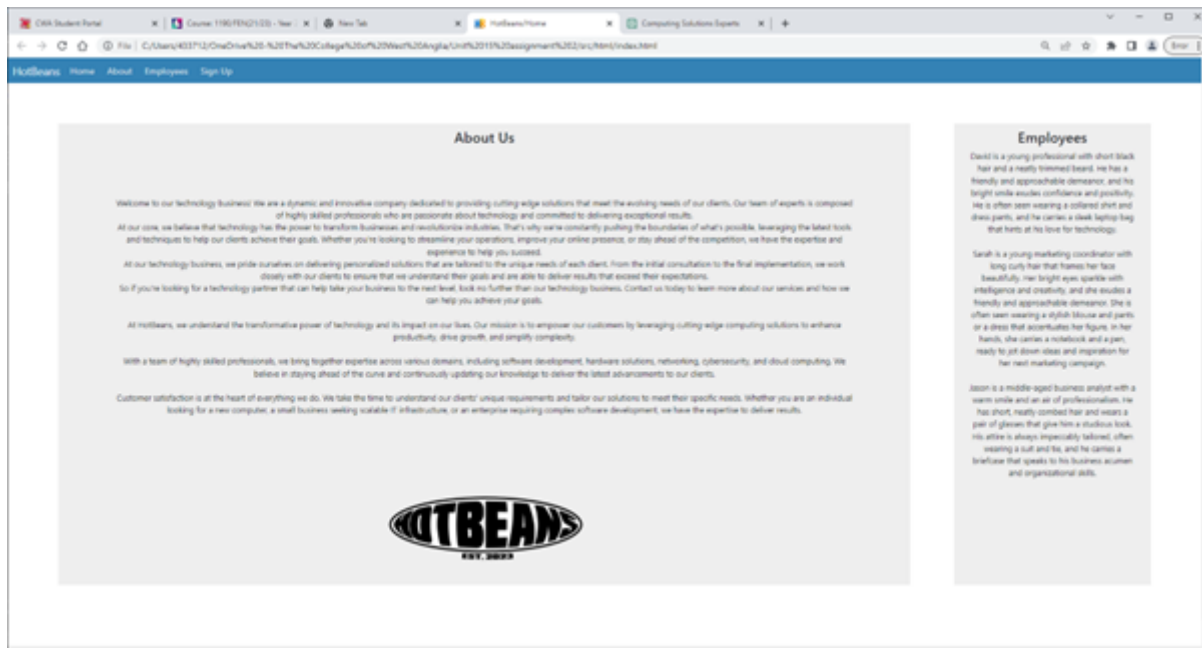 CWA Student Portal
Course: 1190/FEN(21/23) - Year
New Tab
HotBeans/Home
Computing Solutions Experts
File | C:/Users/403712/OneDrive%20-%20The%20College%20of%20West%20Anglia/Unit%2015%20assignment%202/src/html/index.html
Error
HotBeans Home About Employees Sign Up
About Us
Welcome to our technology business! We are a dynamic and innovative company dedicated to providing cutting-edge solutions that meet the evolving needs of our clients. Our team of experts is composed
of highly skilled professionals who are passionate about technology and committed to delivering exceptional results.
At our core, we believe that technology has the power to transform businesses and revolutionize industries. That's why we're constantly pushing the boundaries of what's possible, leveraging the latest tools
and techniques to help our clients achieve their goals. Whether you're looking to streamline your operations, improve your online presence, or stay ahead of the competition, we have the expertise and
experience to help you succeed.
At our technology business, we pride ourselves on delivering personalized solutions that are tailored to the unique needs of each client. From the initial consultation to the final implementation, we work
closely with our clients to ensure that we understand their goals and are able to deliver results that exceed their expectations.
So if you're looking for a technology partner that can help take your business to the next level, look no further than our technology business. Contact us today to learn more about our services and how we
can help you achieve your goals.
At Hotbeans, we understand the transformative power of technology and its impact on our lives. Our mission is to empower our customers by leveraging cutting-edge computing solutions to enhance
productivity, drive growth, and simplify complexity.
With a team of highly skilled professionals, we bring together expertise across various domains, including software development, hardware solutions, networking, cybersecurity, and cloud computing. We
believe in staying ahead of the curve and continuously updating our knowledge to deliver the latest advancements to our clients.
Customer satisfaction is at the heart of everything we do. We take the time to understand our clients' unique requirements and tailor our solutions to meet their specific needs. Whether you are an individual
looking for a new computer, a small business seeking scalable IT infrastructure, or an enterprise requiring complex software development, we have the expertise to deliver results.
HOTBEANS
EST. 2023
Employees
David is a young professional with short black
hair and a neatly trimmed beard. He has a
friendly and approachable demeanor, and his
bright smile exudes confidence and positivity.
He is often seen wearing a collared shirt and
dress pants, and he carries a sleek laptop bag
that hints at his love for technology.
Sarah is a young marketing coordinator with
long curly hair that frames her face
beautifully. Her bright eyes sparkle with
intelligence and creativity, and she exudes a
friendly and approachable demeanor. She is
often seen wearing a stylish blouse and pants
or a dress that accentuates her figure. In her
hands, she carries a notebook and a pen,
ready to jot down ideas and inspiration for
her next marketing campaign.
Jason is a middle-aged business analyst with a
warm smile and an air of professionalism. He
has short, neatly combed hair and wears a
pair of glasses that give him a studious look.
His attire is always impeccably tailored, often
wearing a suit and tie, and he carries a
briefcase that speaks to his business acumen
and organizational skills.